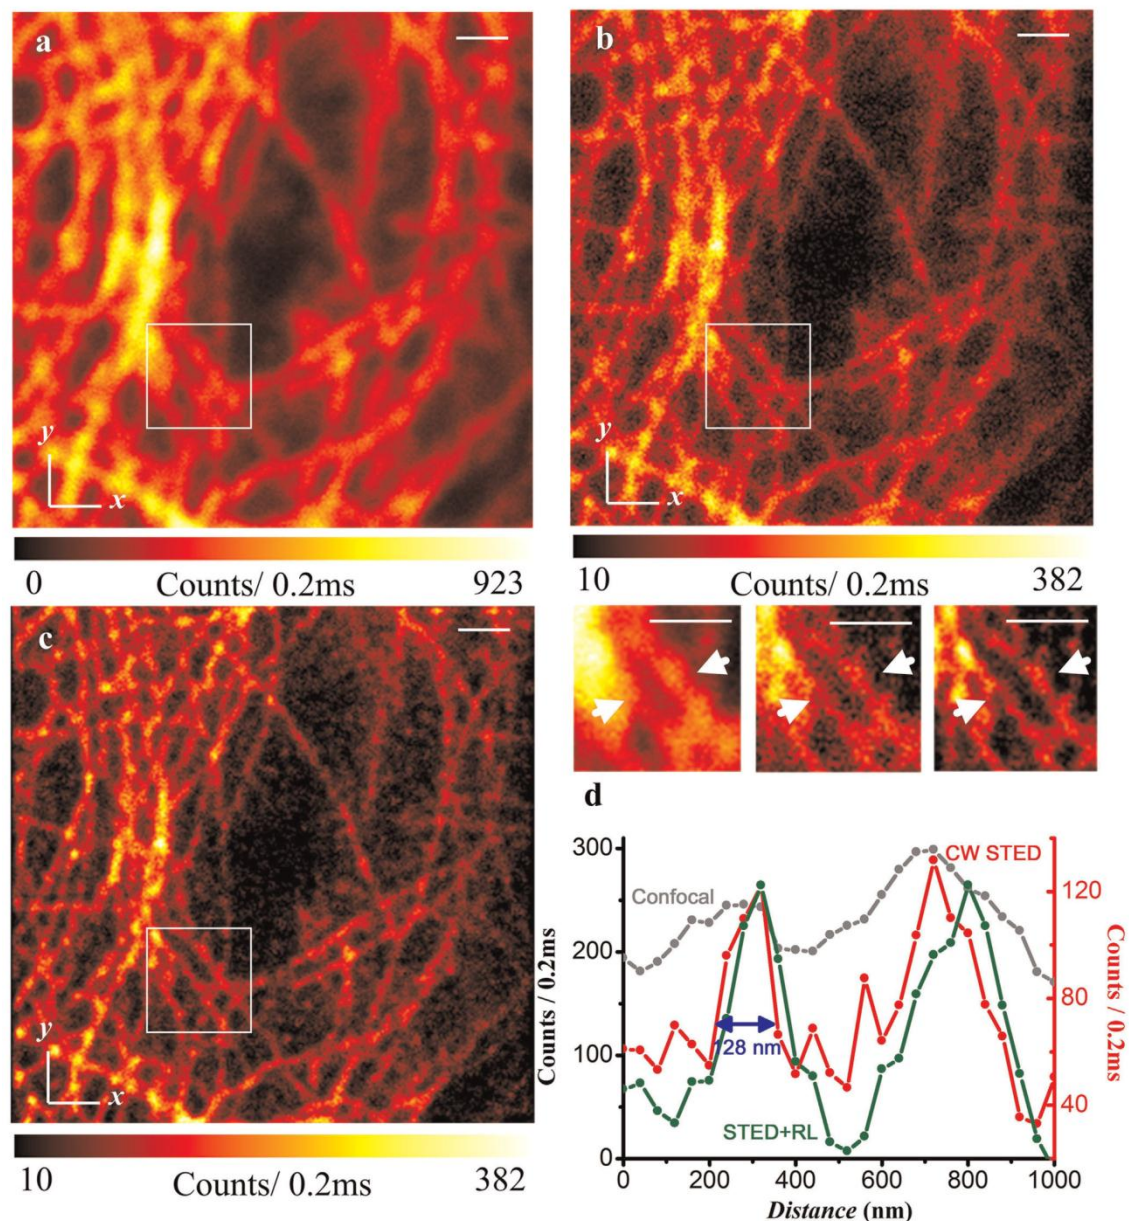 a
b
y
x
y
x
0 Counts/ 0.2ms 923
10 Counts/ 0.2ms 382
c
y
x
10 Counts/ 0.2ms 382
d
300
200
100
0
Counts / 0.2ms
Confocal
CW STED
128 nm
STED+RL
120
80
40
Counts / 0.2ms
0 200 400 600 800 1000
Distance (nm)